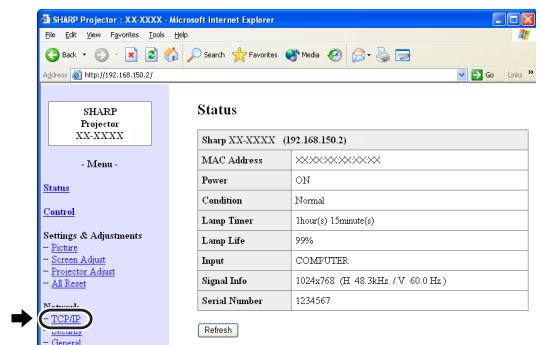 SHARP Projector : XX-XXXX - Microsoft Internet Explorer
File Edit View Favorites Tools Help
Back Search Favorites Media
Address http://192.168.150.2/ Go Links »
SHARP
Projector
XX-XXXX
- Menu -
Status
Control
Settings & Adjustments
- Picture
- Screen Adjust
- Projector Adjust
- All Reset
Network
- TCP/IP
- Security
- General
Status
Sharp XX-XXXX (192.168.150.2)
MAC Address XXXXXXXXXXXX
Power ON
Condition Normal
Lamp Timer 1hour(s) 15minute(s)
Lamp Life 99%
Input COMPUTER
Signal Info 1024x768 (H 48.3kHz / V 60.0 Hz )
Serial Number 1234567
Refresh